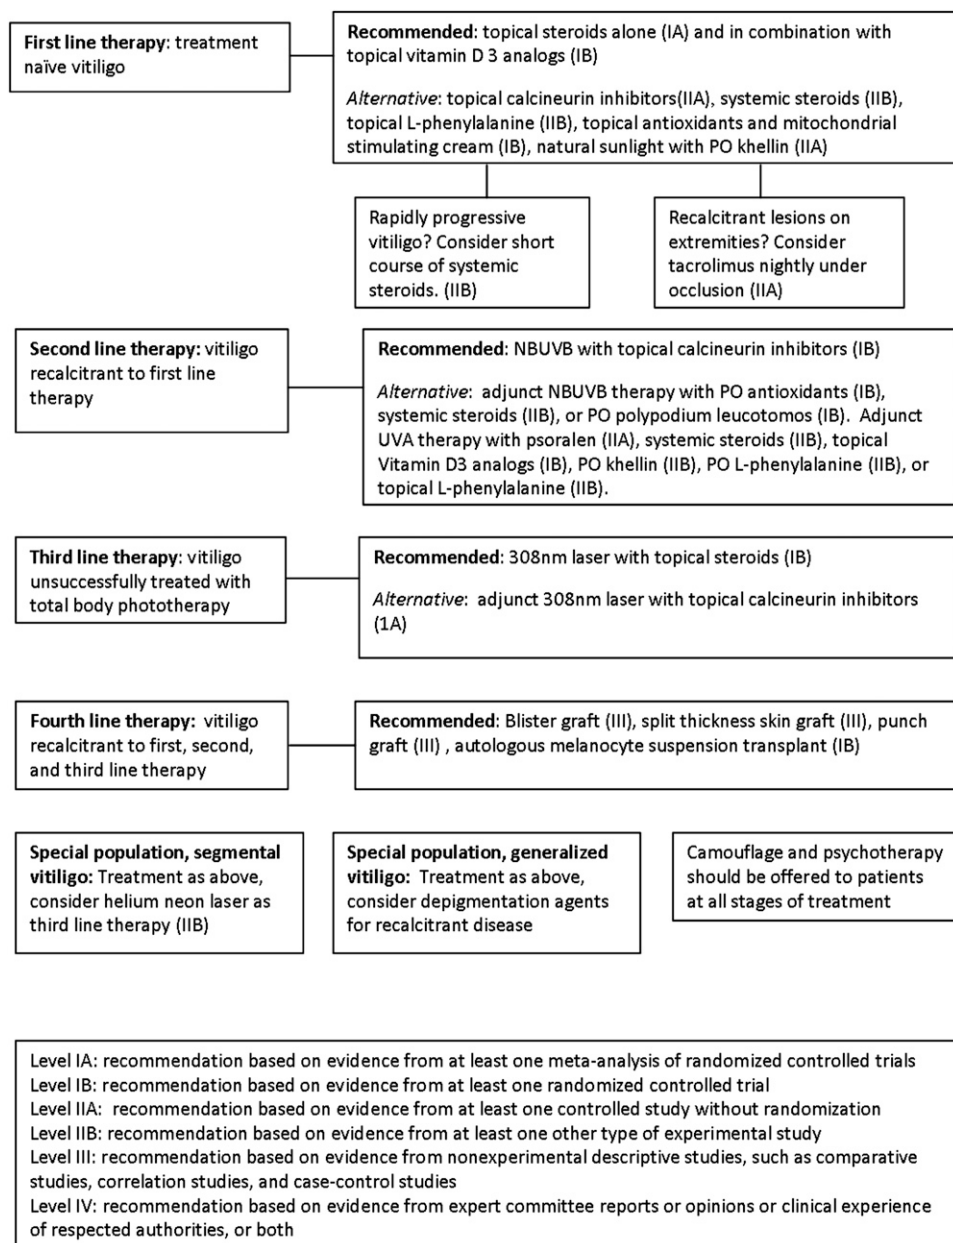 First line therapy: treatment
naïve vitiligo
Recommended: topical steroids alone (IA) and in combination with
topical vitamin D 3 analogs (IB)
Alternative: topical calcineurin inhibitors(IIA), systemic steroids (IIB),
topical L-phenylalanine (IIB), topical antioxidants and mitochondrial
stimulating cream (IB), natural sunlight with PO khellin (IIA)
Rapidly progressive
vitiligo? Consider short
course of systemic
steroids. (IIB)
Recalcitrant lesions on
extremities? Consider
tacrolimus nightly under
occlusion (IIA)
Second line therapy: vitiligo
recalcitrant to first line
therapy
Recommended: NBUVB with topical calcineurin inhibitors (IB)
Alternative: adjunct NBUVB therapy with PO antioxidants (IB),
systemic steroids (IIB), or PO polypodium leucotomos (IB). Adjunct
UVA therapy with psoralen (IIA), systemic steroids (IIB), topical
Vitamin D3 analogs (IB), PO khellin (IIB), PO L-phenylalanine (IIB), or
topical L-phenylalanine (IIB).
Third line therapy: vitiligo
unsuccessfully treated with
total body phototherapy
Recommended: 308nm laser with topical steroids (IB)
Alternative: adjunct 308nm laser with topical calcineurin inhibitors
(1A)
Fourth line therapy: vitiligo
recalcitrant to first, second,
and third line therapy
Recommended: Blister graft (III), split thickness skin graft (III), punch
graft (III) , autologous melanocyte suspension transplant (IB)
Special population, segmental
vitiligo: Treatment as above,
consider helium neon laser as
third line therapy (IIB)
Special population, generalized
vitiligo: Treatment as above,
consider depigmentation agents
for recalcitrant disease
Camouflage and psychotherapy
should be offered to patients
at all stages of treatment
Level IA: recommendation based on evidence from at least one meta-analysis of randomized controlled trials
Level IB: recommendation based on evidence from at least one randomized controlled trial
Level IIA: recommendation based on evidence from at least one controlled study without randomization
Level IIB: recommendation based on evidence from at least one other type of experimental study
Level III: recommendation based on evidence from nonexperimental descriptive studies, such as comparative
studies, correlation studies, and case-control studies
Level IV: recommendation based on evidence from expert committee reports or opinions or clinical experience
of respected authorities, or both